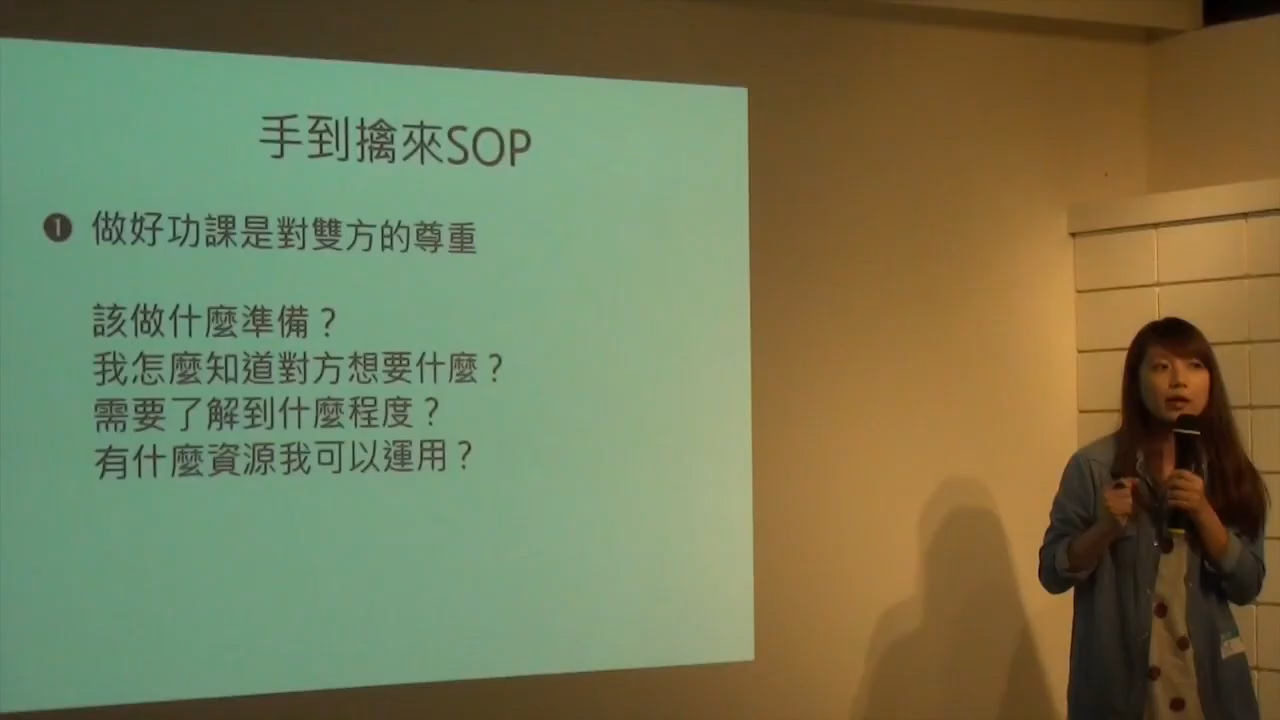 手到擒來SOP
❶ 做好功課是對雙方的尊重
該做什麼準備？
我怎麼知道對方想要什麼？
需要了解到什麼程度？
有什麼資源我可以運用？